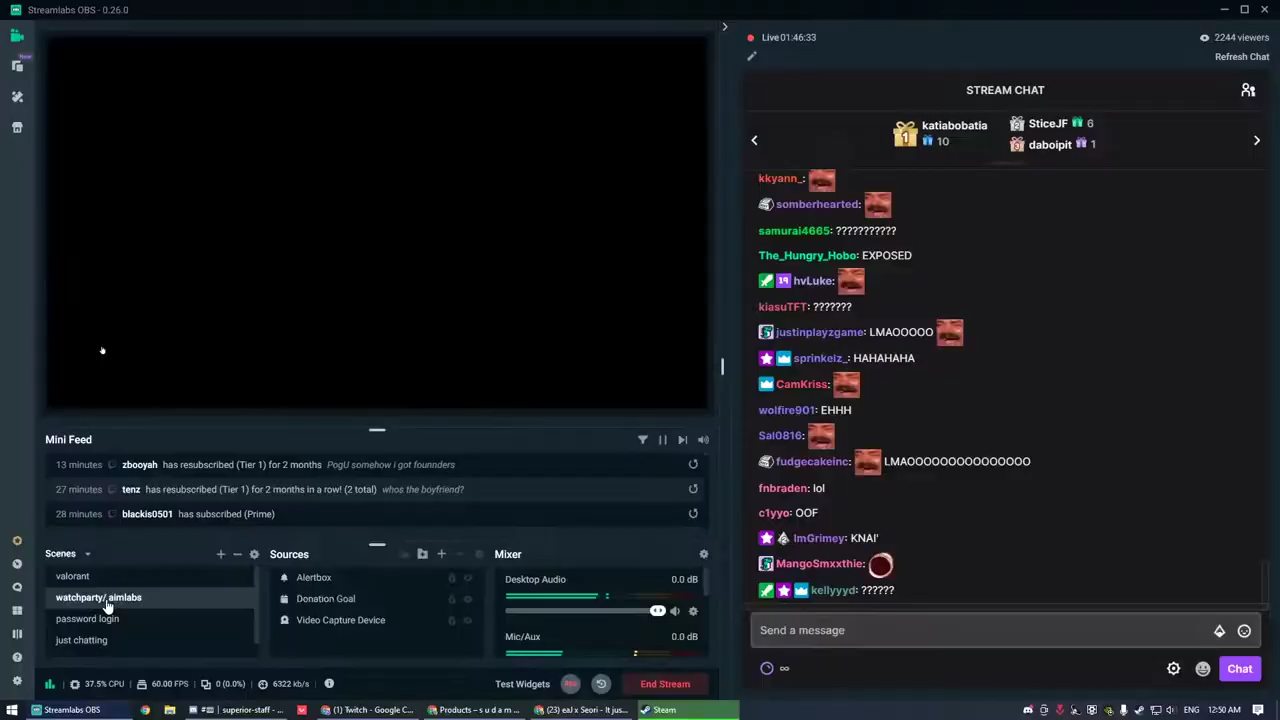 Streamlabs OBS - 0.26.0
Live 01:46:33
2244 viewers
Refresh Chat
New
STREAM CHAT
katiabobatia
10
SticeJF 6
daboipit 1
kkyann_:
somberhearted:
samurai4665: ???????????
The_Hungry_Hobo: EXPOSED
hvLuke:
kiasuTFT: ???????
justinplayzgame: LMAOOOOO
sprinkeiz_: HAHAHAHA
CamKriss:
wolfire901: EHHH
Sal0816:
fudgecakeinc: LMAOOOOOOOOOOOOOOO
fnbraden: lol
c1yyo: OOF
ImGrimey: KNAI'
MangoSmxxthie:
kellyyyd: ??????
Send a message
Chat
Mini Feed
13 minutes zbooyah has resubscribed (Tier 1) for 2 months PogU somehow i got founnders
27 minutes tenz has resubscribed (Tier 1) for 2 months in a row! (2 total) whos the boyfriend?
28 minutes blackis0501 has subscribed (Prime)
Scenes
valorant
watchparty/ aimlabs
password login
just chatting
Sources
Alertbox
Donation Goal
Video Capture Device
Mixer
Desktop Audio 0.0 dB
Mic/Aux 0.0 dB
37.5% CPU 60.00 FPS 0 (0.0%) 6322 kb/s
Test Widgets
REC
End Stream
Streamlabs OBS
| superior-staff - ...
(1) Twitch - Google C...
Products – s u d a m...
(23) eaJ x Seori - It jus...
Steam
ENG
12:50 AM